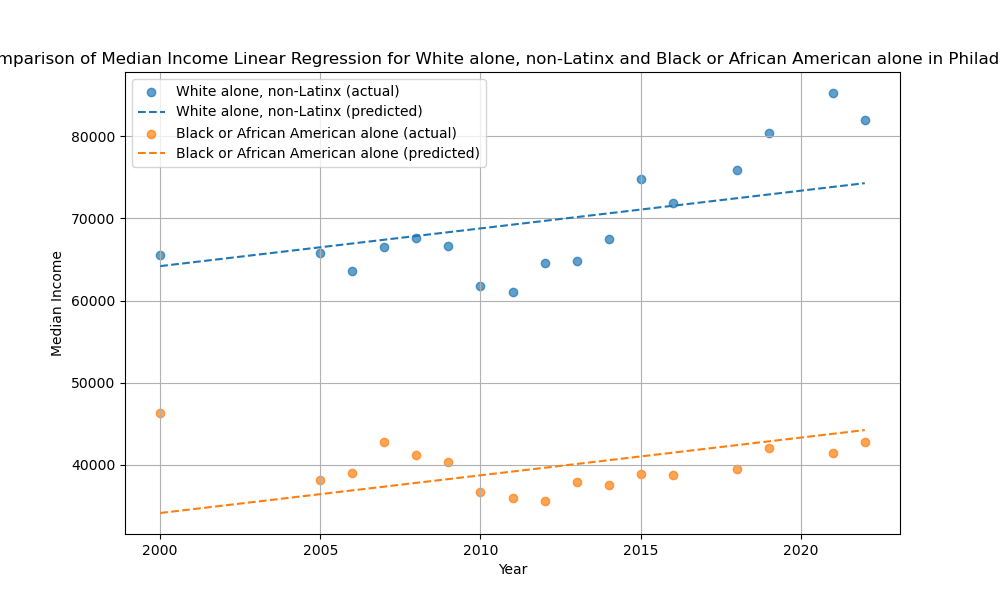 mparison of Median Income Linear Regression for White alone, non-Latinx and Black or African American alone in Philad
White alone, non-Latinx (actual)
White alone, non-Latinx (predicted)
Black or African American alone (actual)
Black or African American alone (predicted)
80000
70000
60000
50000
40000
Median Income
2000 2005 2010 2015 2020
Year